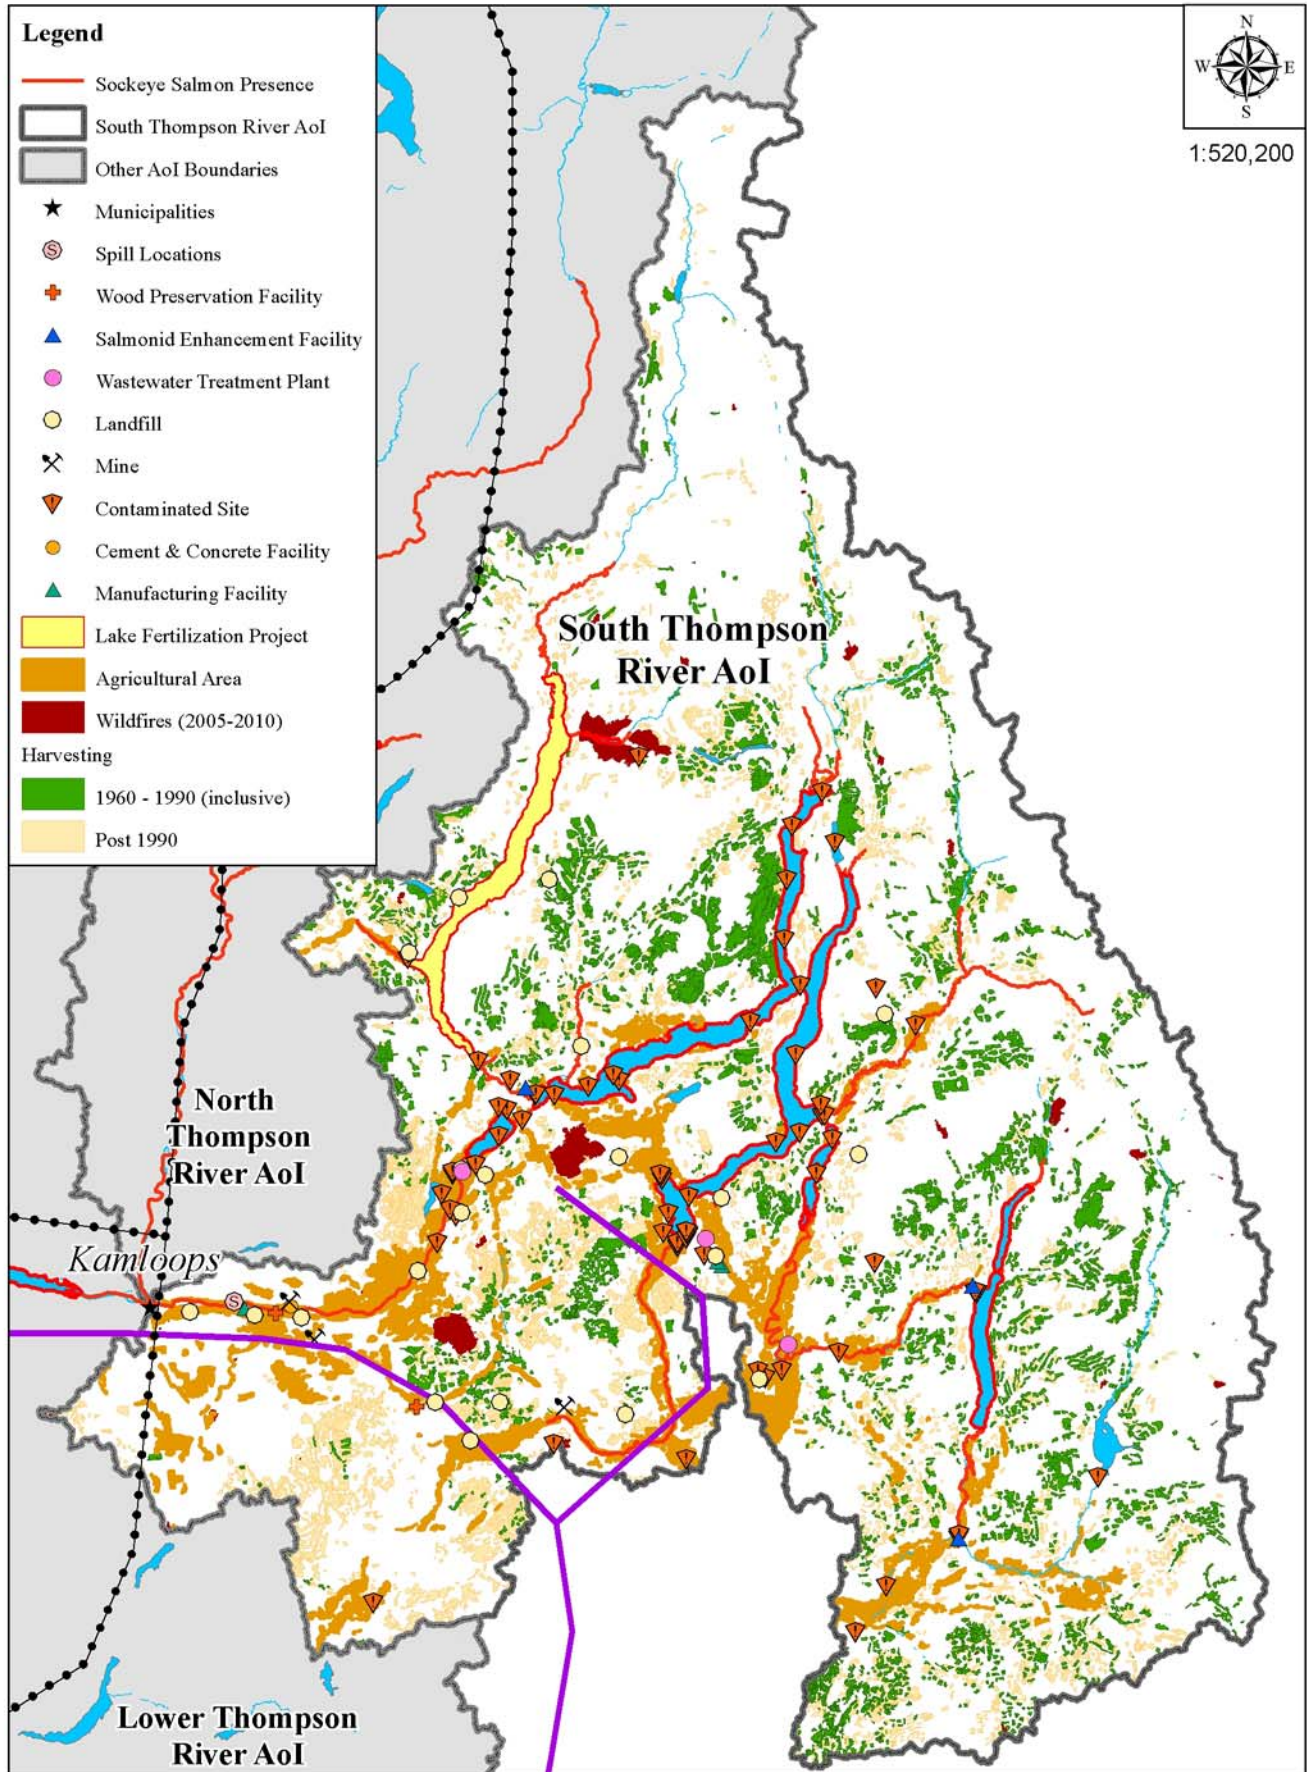 Legend
Sockeye Salmon Presence
South Thompson River AoI
Other AoI Boundaries
Municipalities
S
Spill Locations
Wood Preservation Facility
Salmonid Enhancement Facility
Wastewater Treatment Plant
Landfill
Mine
Contaminated Site
Cement & Concrete Facility
Manufacturing Facility
Lake Fertilization Project
Agricultural Area
Wildfires (2005-2010)
Harvesting
1960 - 1990 (inclusive)
Post 1990
N
W
E
S
1:520,200
South Thompson
River AoI
North
Thompson
River AoI
Kamloops
S
Lower Thompson
River AoI